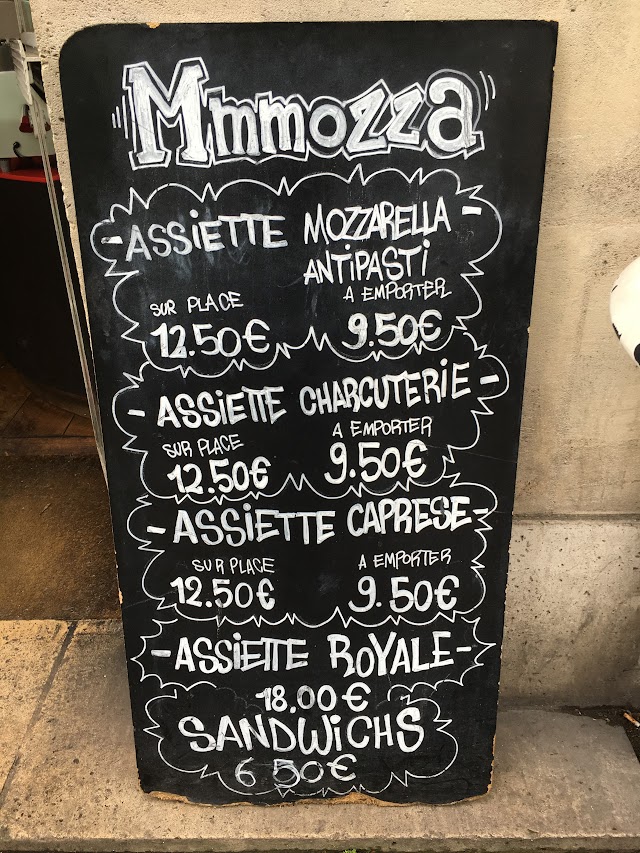 Mmmozza
-ASSIETTE MOZZARELLA-
ANTIPASTI
SUR PLACE A EMPORTER
12.50€ 9.50€
-ASSIETTE CHARCUTERIE-
SUR PLACE A EMPORTER
12.50€ 9.50€
-ASSIETTE CAPRESE-
SUR PLACE A EMPORTER
12.50€ 9.50€
-ASSIETTE ROYALE-
18.00€
SANDWICHS
6 50€